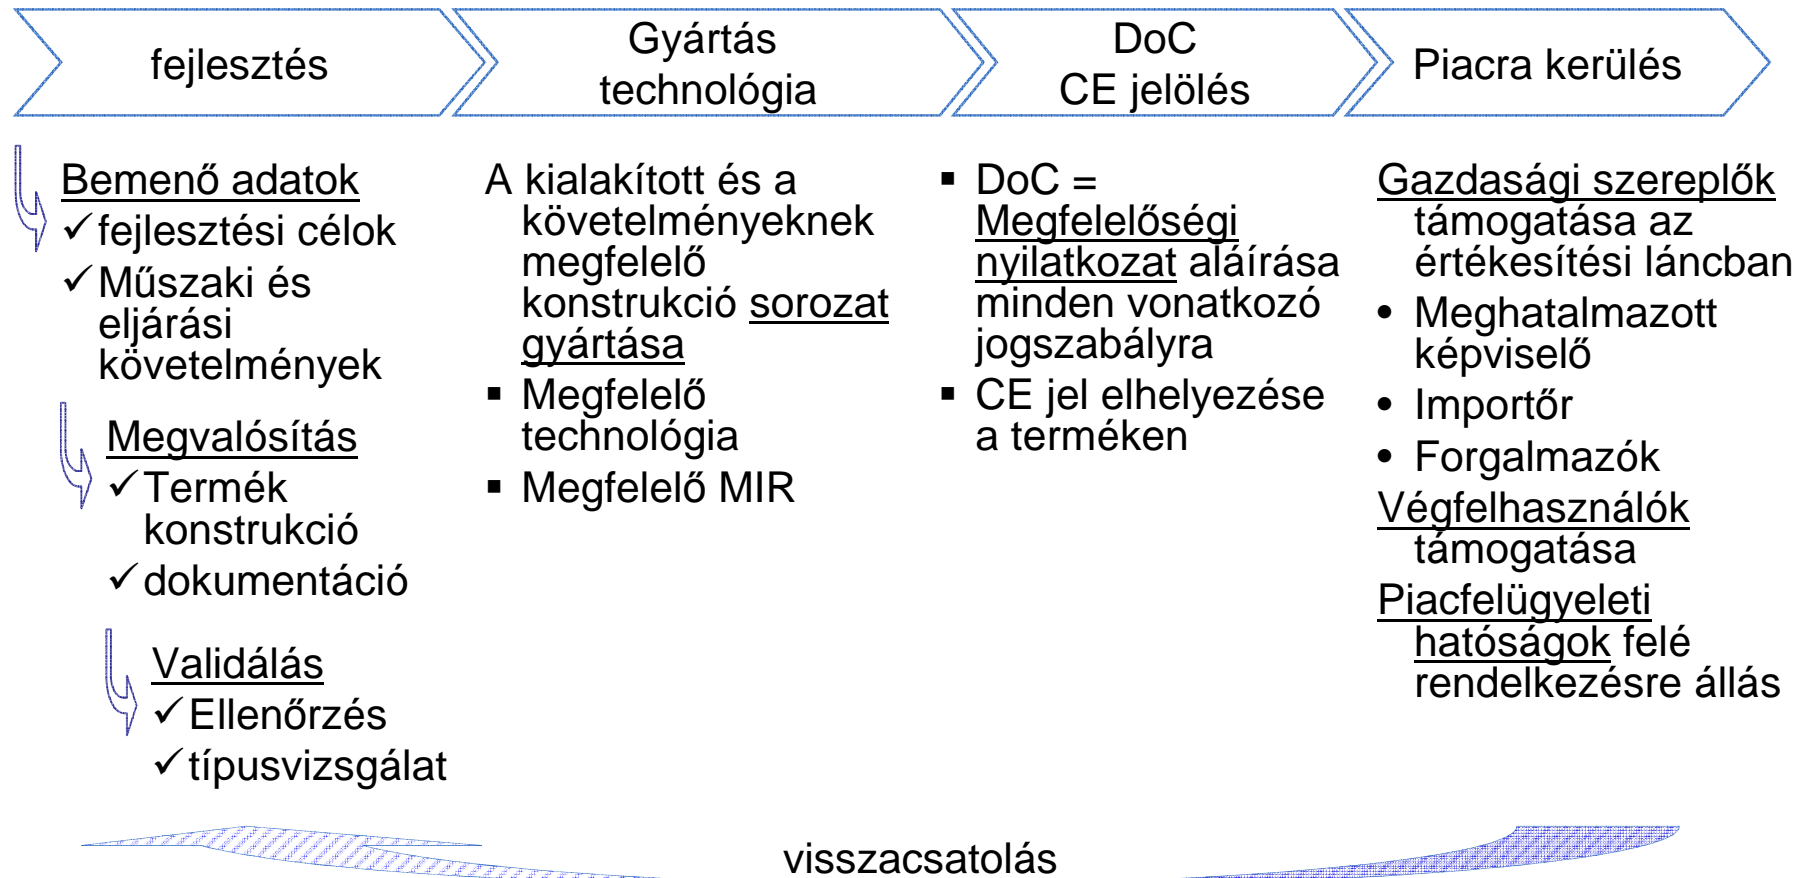 fejlesztés
Gyártás
technológia
DoC
CE jelölés
Piacra kerülés
Bemenő adatok
✓ fejlesztési célok
✓ Műszaki és
eljárási
követelmények
Megvalósítás
✓ Termék
konstrukció
✓ dokumentáció
Validálás
✓ Ellenőrzés
✓ típusvizsgálat
A kialakított és a
követelményeknek
megfelelő
konstrukció sorozat
gyártása
▪ Megfelelő
technológia
▪ Megfelelő MIR
▪ DoC =
Megfelelőségi
nyilatkozat aláírása
minden vonatkozó
jogszabályra
▪ CE jel elhelyezése
a terméken
Gazdasági szereplők
támogatása az
értékesítési láncban
• Meghatalmazott
képviselő
• Importőr
• Forgalmazók
Végfelhasználók
támogatása
Piacfelügyeleti
hatóságok felé
rendelkezésre állás
visszacsatolás